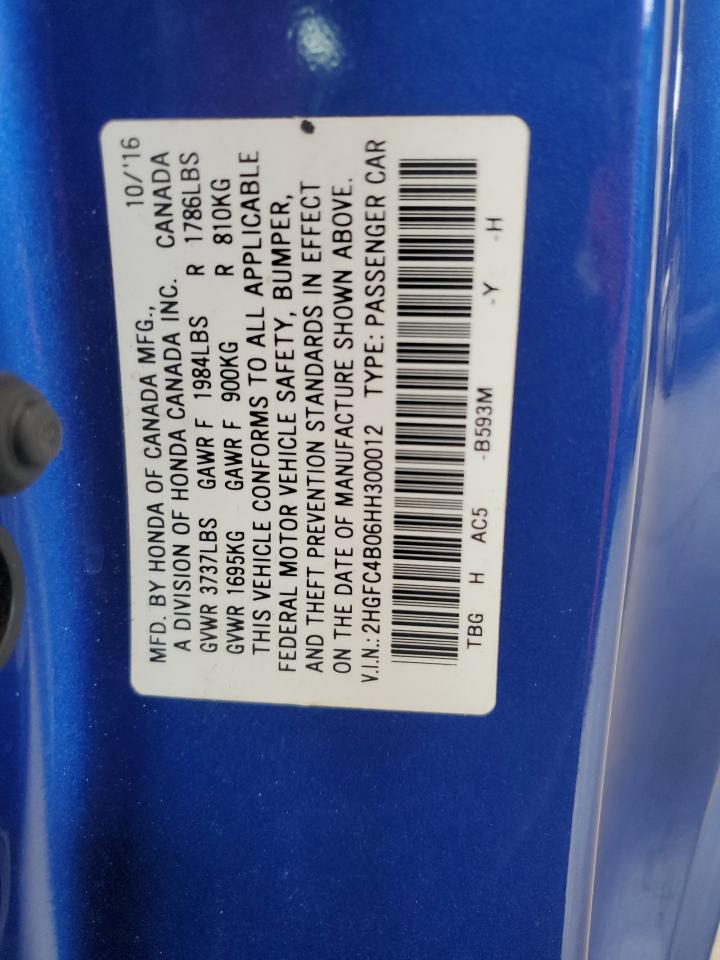 MFD. BY HONDA OF CANADA MFG., 10/'16
A DIVISION OF HONDA CANADA INC. CANADA
GVWR 3737LBS GAWR F 1984LBS R 1786LBS
GVWR 1695KG GAWR F 900KG R 810KG
THIS VEHICLE CONFORMS TO ALL APPLICABLE
FEDERAL MOTOR VEHICLE SAFETY, BUMPER,
AND THEFT PREVENTION STANDARDS IN EFFECT
ON THE DATE OF MANUFACTURE SHOWN ABOVE.
V.I.N.: 2HGFC4B06HH300012 TYPE: PASSENGER CAR
TBG H AC5 -B593M -Y -H